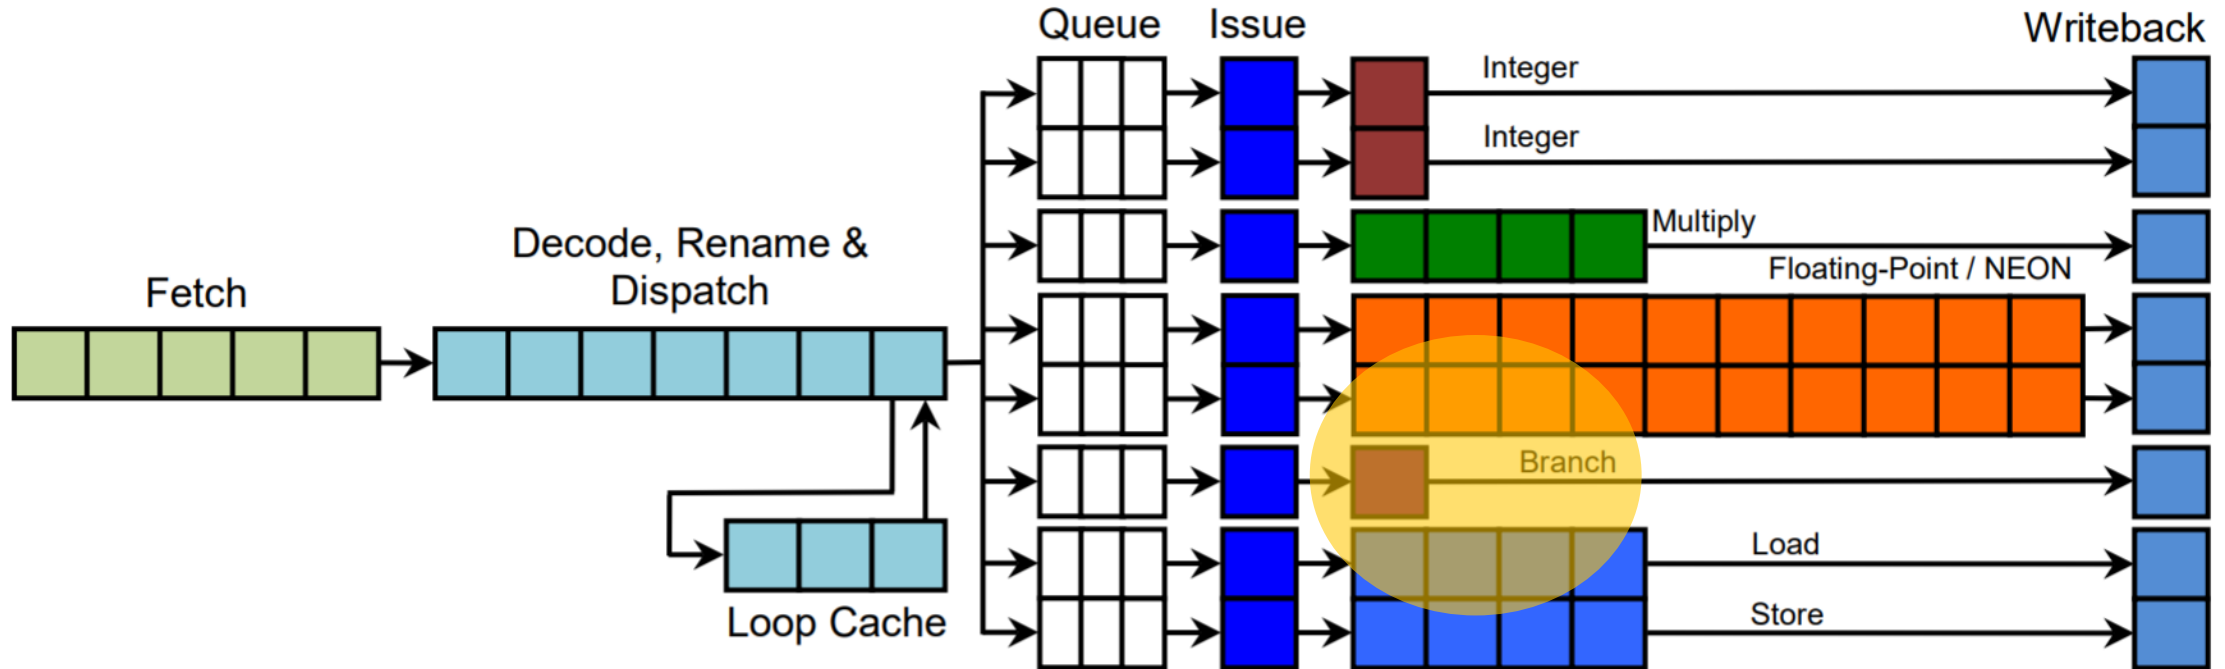 Queue
Issue
Writeback
Integer
Integer
Multiply
Floating-Point / NEON
Decode, Rename &
Dispatch
Fetch
Branch
Load
Store
Loop Cache